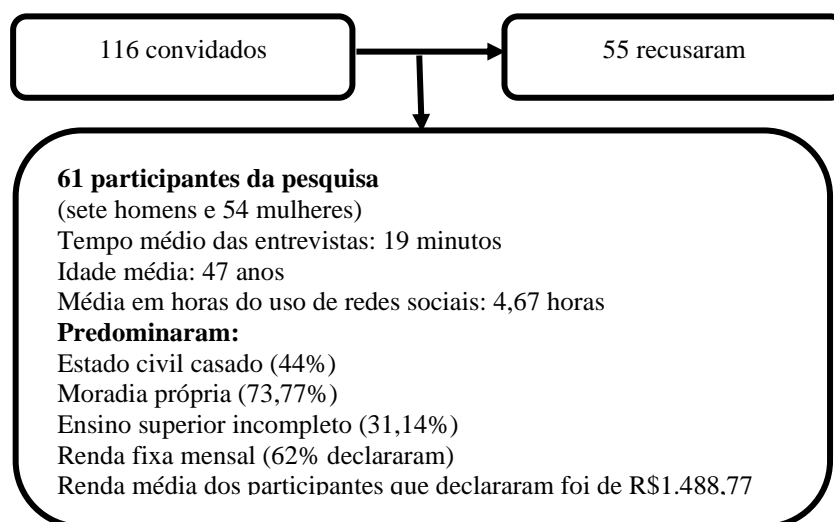 116 convidados
55 recusaram
61 participantes da pesquisa
(sete homens e 54 mulheres)
Tempo médio das entrevistas: 19 minutos
Idade média: 47 anos
Média em horas do uso de redes sociais: 4,67 horas
Predominaram:
Estado civil casado (44%)
Moradia própria (73,77%)
Ensino superior incompleto (31,14%)
Renda fixa mensal (62% declararam)
Renda média dos participantes que declararam foi de R$1.488,77